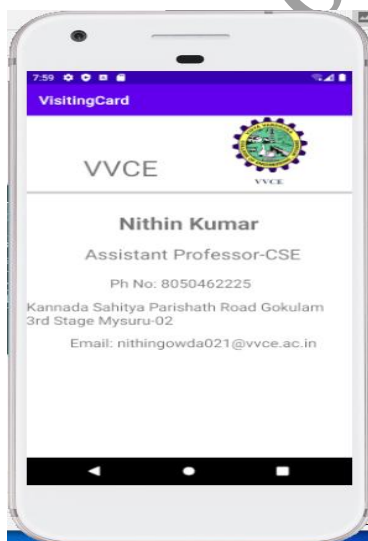 7:59
VisitingCard
VVCE
VVCE
Nithin Kumar
Assistant Professor-CSE
Ph No: 8050462225
Kannada Sahitya Parishath Road Gokulam
3rd Stage Mysuru-02
Email: nithingowda021@vvce.ac.in